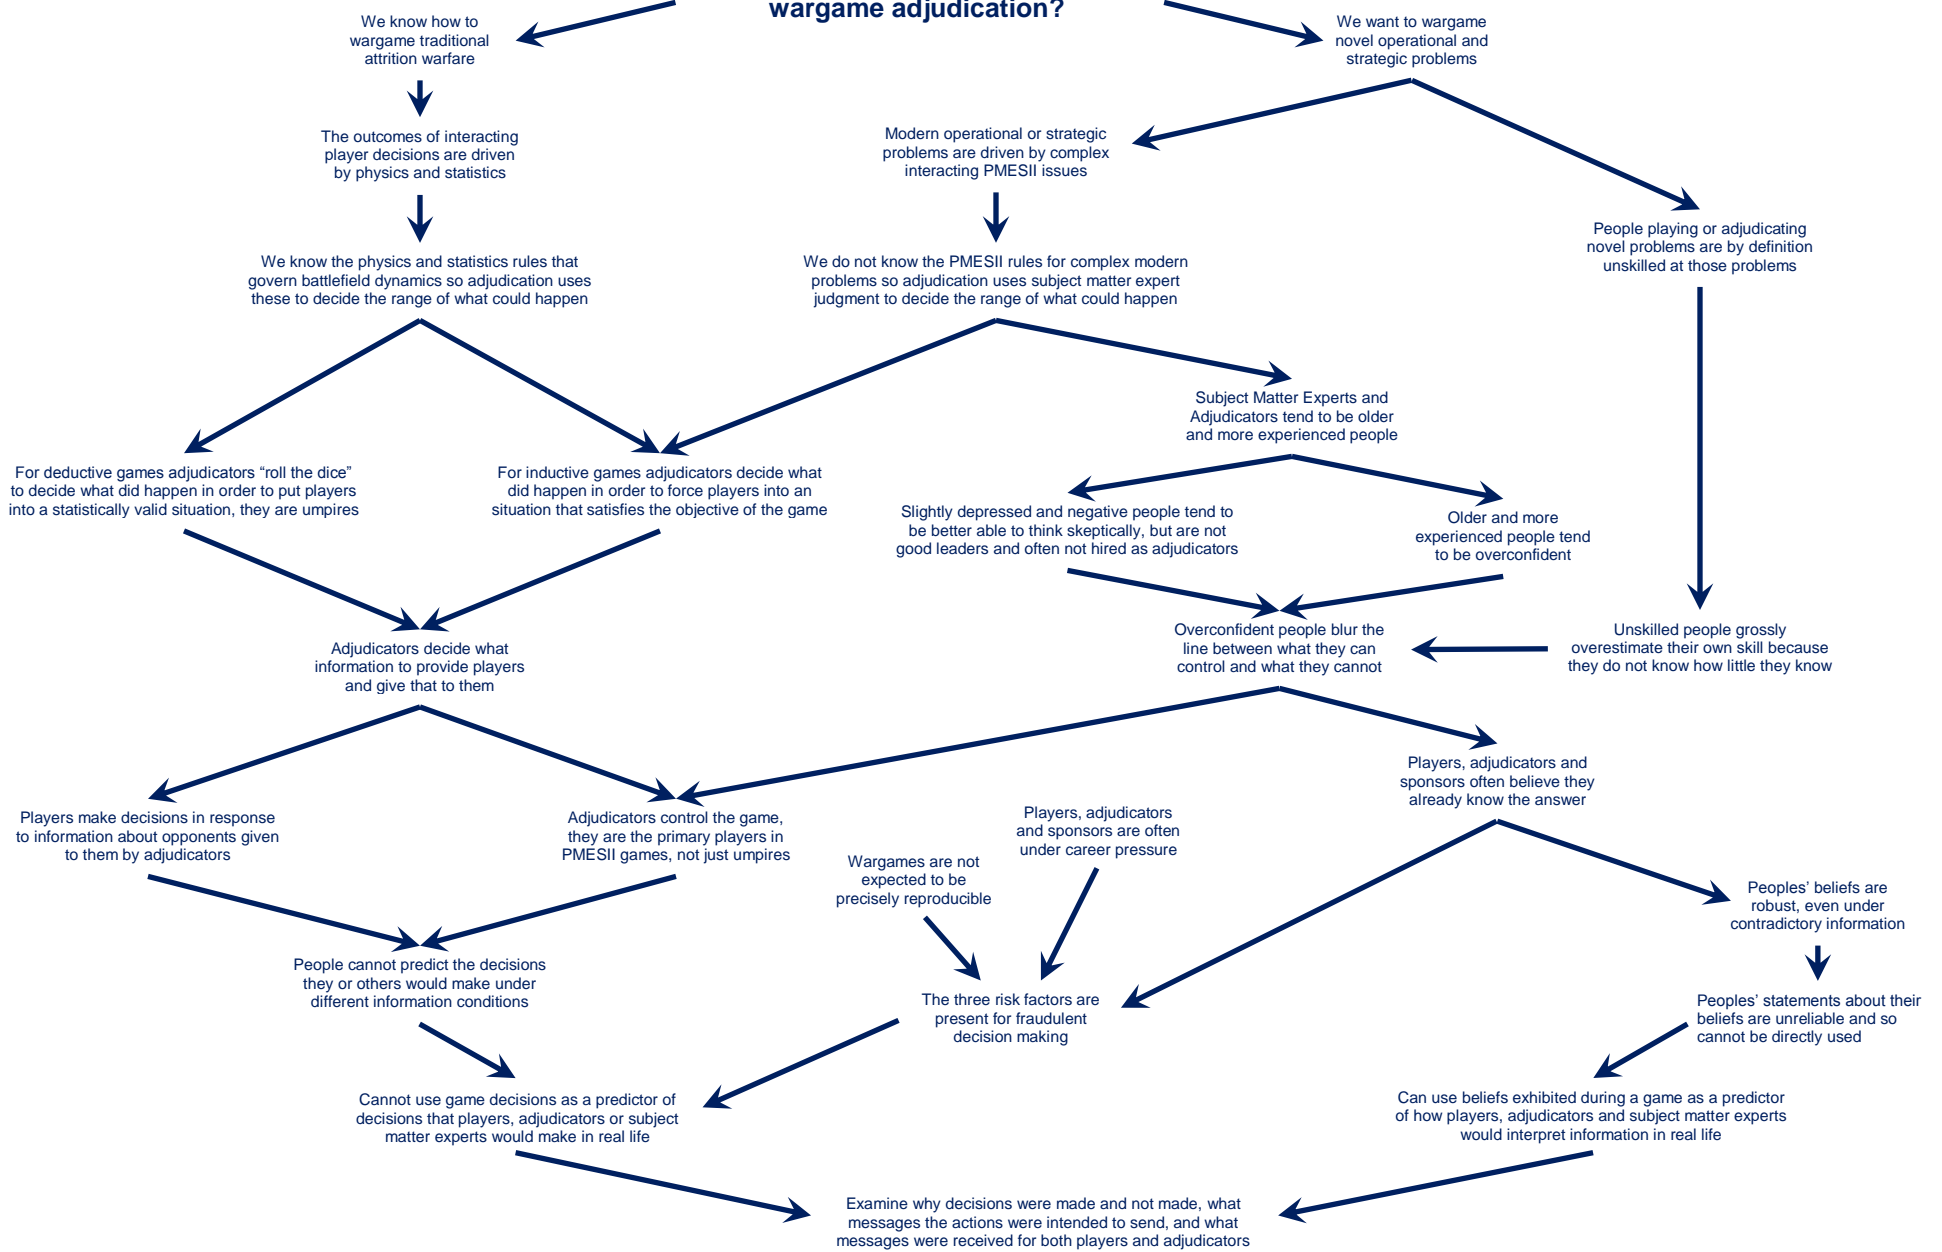 wargame adjudication?
We know how to
wargame traditional
attrition warfare
We want to wargame
novel operational and
strategic problems
The outcomes of interacting
player decisions are driven
by physics and statistics
Modern operational or strategic
problems are driven by complex
interacting PMESII issues
People playing or adjudicating
novel problems are by definition
unskilled at those problems
We know the physics and statistics rules that
govern battlefield dynamics so adjudication uses
these to decide the range of what could happen
We do not know the PMESII rules for complex modern
problems so adjudication uses subject matter expert
judgment to decide the range of what could happen
Subject Matter Experts and
Adjudicators tend to be older
and more experienced people
For deductive games adjudicators “roll the dice”
to decide what did happen in order to put players
into a statistically valid situation, they are umpires
For inductive games adjudicators decide what
did happen in order to force players into an
situation that satisfies the objective of the game
Slightly depressed and negative people tend to
be better able to think skeptically, but are not
good leaders and often not hired as adjudicators
Older and more
experienced people tend
to be overconfident
Adjudicators decide what
information to provide players
and give that to them
Overconfident people blur the
line between what they can
control and what they cannot
Unskilled people grossly
overestimate their own skill because
they do not know how little they know
Players make decisions in response
to information about opponents given
to them by adjudicators
Adjudicators control the game,
they are the primary players in
PMESII games, not just umpires
Wargames are not
expected to be
precisely reproducible
Players, adjudicators
and sponsors are often
under career pressure
Players, adjudicators and
sponsors often believe they
already know the answer
Peoples’ beliefs are
robust, even under
contradictory information
People cannot predict the decisions
they or others would make under
different information conditions
The three risk factors are
present for fraudulent
decision making
Peoples’ statements about their
beliefs are unreliable and so
cannot be directly used
Cannot use game decisions as a predictor of
decisions that players, adjudicators or subject
matter experts would make in real life
Can use beliefs exhibited during a game as a predictor
of how players, adjudicators and subject matter experts
would interpret information in real life
Examine why decisions were made and not made, what
messages the actions were intended to send, and what
messages were received for both players and adjudicators